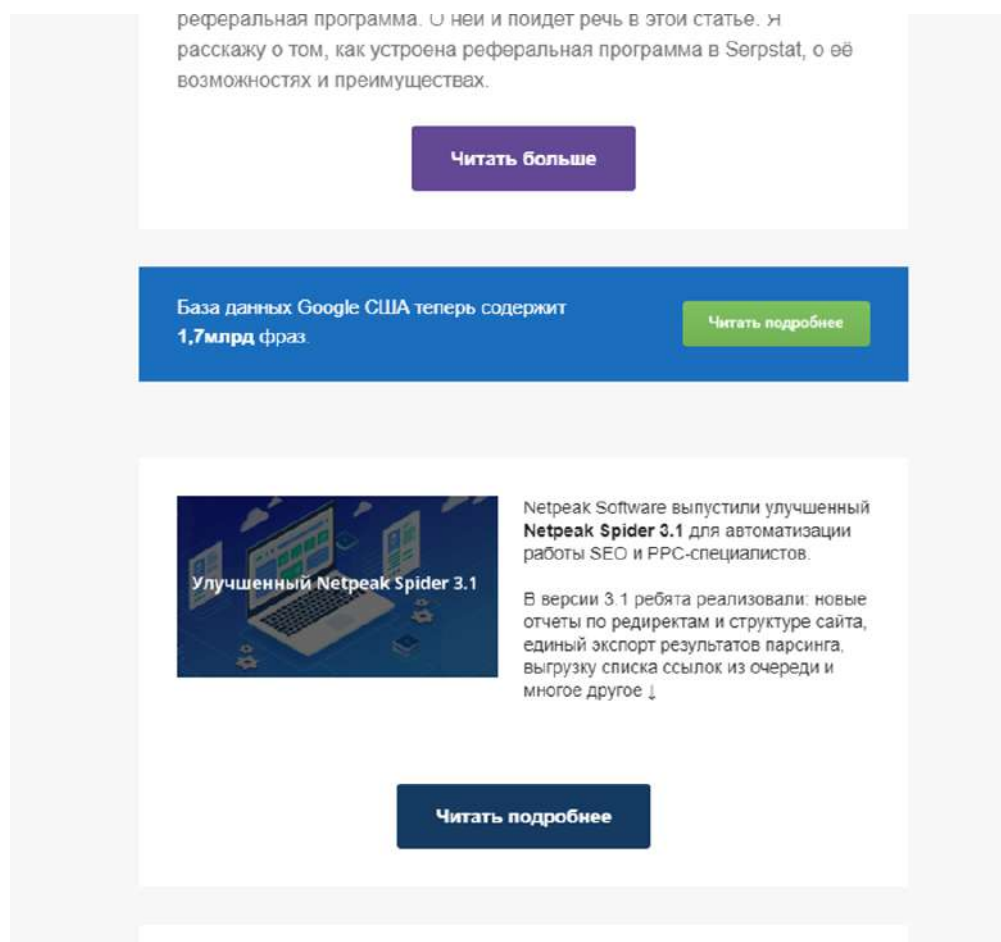 реферальная программа. О ней и пойдет речь в этой статье. Я
расскажу о том, как устроена реферальная программа в Serpstat, о её
возможностях и преимуществах.
Читать больше
База данных Google США теперь содержит
1,7млрд фраз.
Читать подробнее
Улучшенный Netpeak Spider 3.1
Netpeak Software выпустили улучшенный
Netpeak Spider 3.1 для автоматизации
работы SEO и PPC-специалистов.
В версии 3.1 ребята реализовали: новые
отчеты по редиректам и структуре сайта,
единый экспорт результатов парсинга,
выгрузку списка ссылок из очереди и
многое другое ↓
Читать подробнее